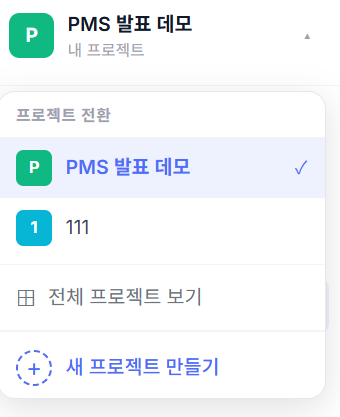 P
PMS 발표 데모
내 프로젝트
프로젝트 전환
P
PMS 발표 데모
1
111
전체 프로젝트 보기
새 프로젝트 만들기